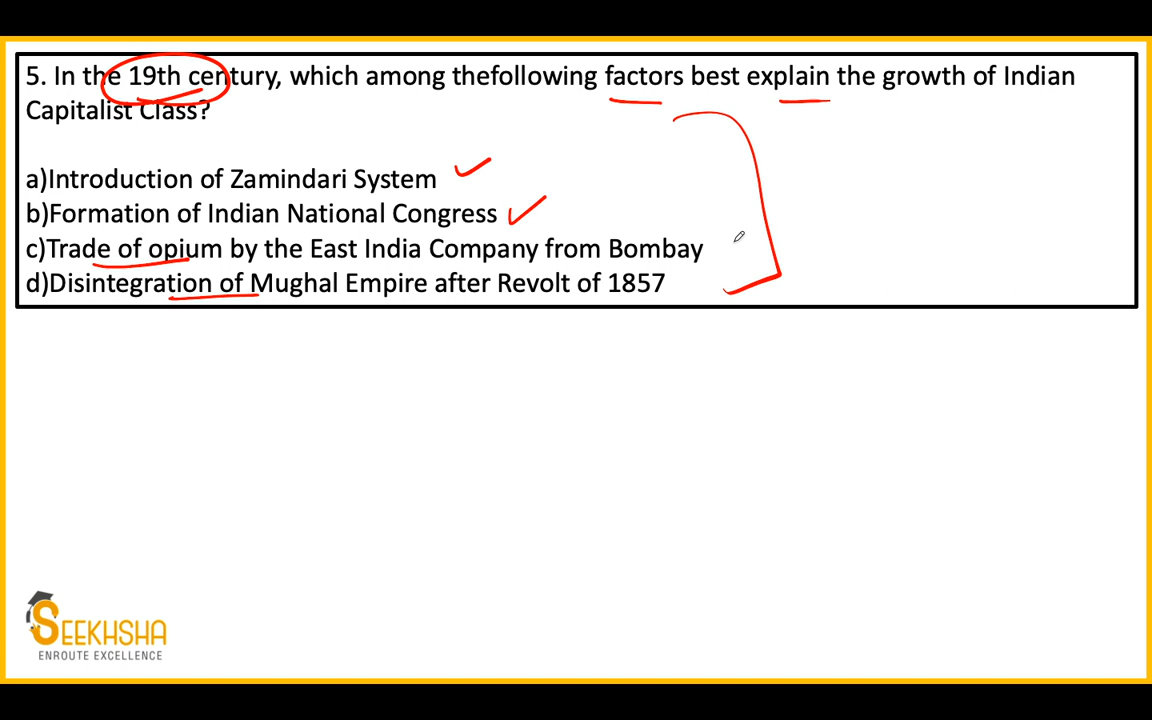 5. In the 19th century, which among thefollowing factors best explain the growth of Indian
Capitalist Class?
a)Introduction of Zamindari System
b)Formation of Indian National Congress
c)Trade of opium by the East India Company from Bombay
d)Disintegration of Mughal Empire after Revolt of 1857
SEEKHSHA
ENROUTE EXCELLENCE